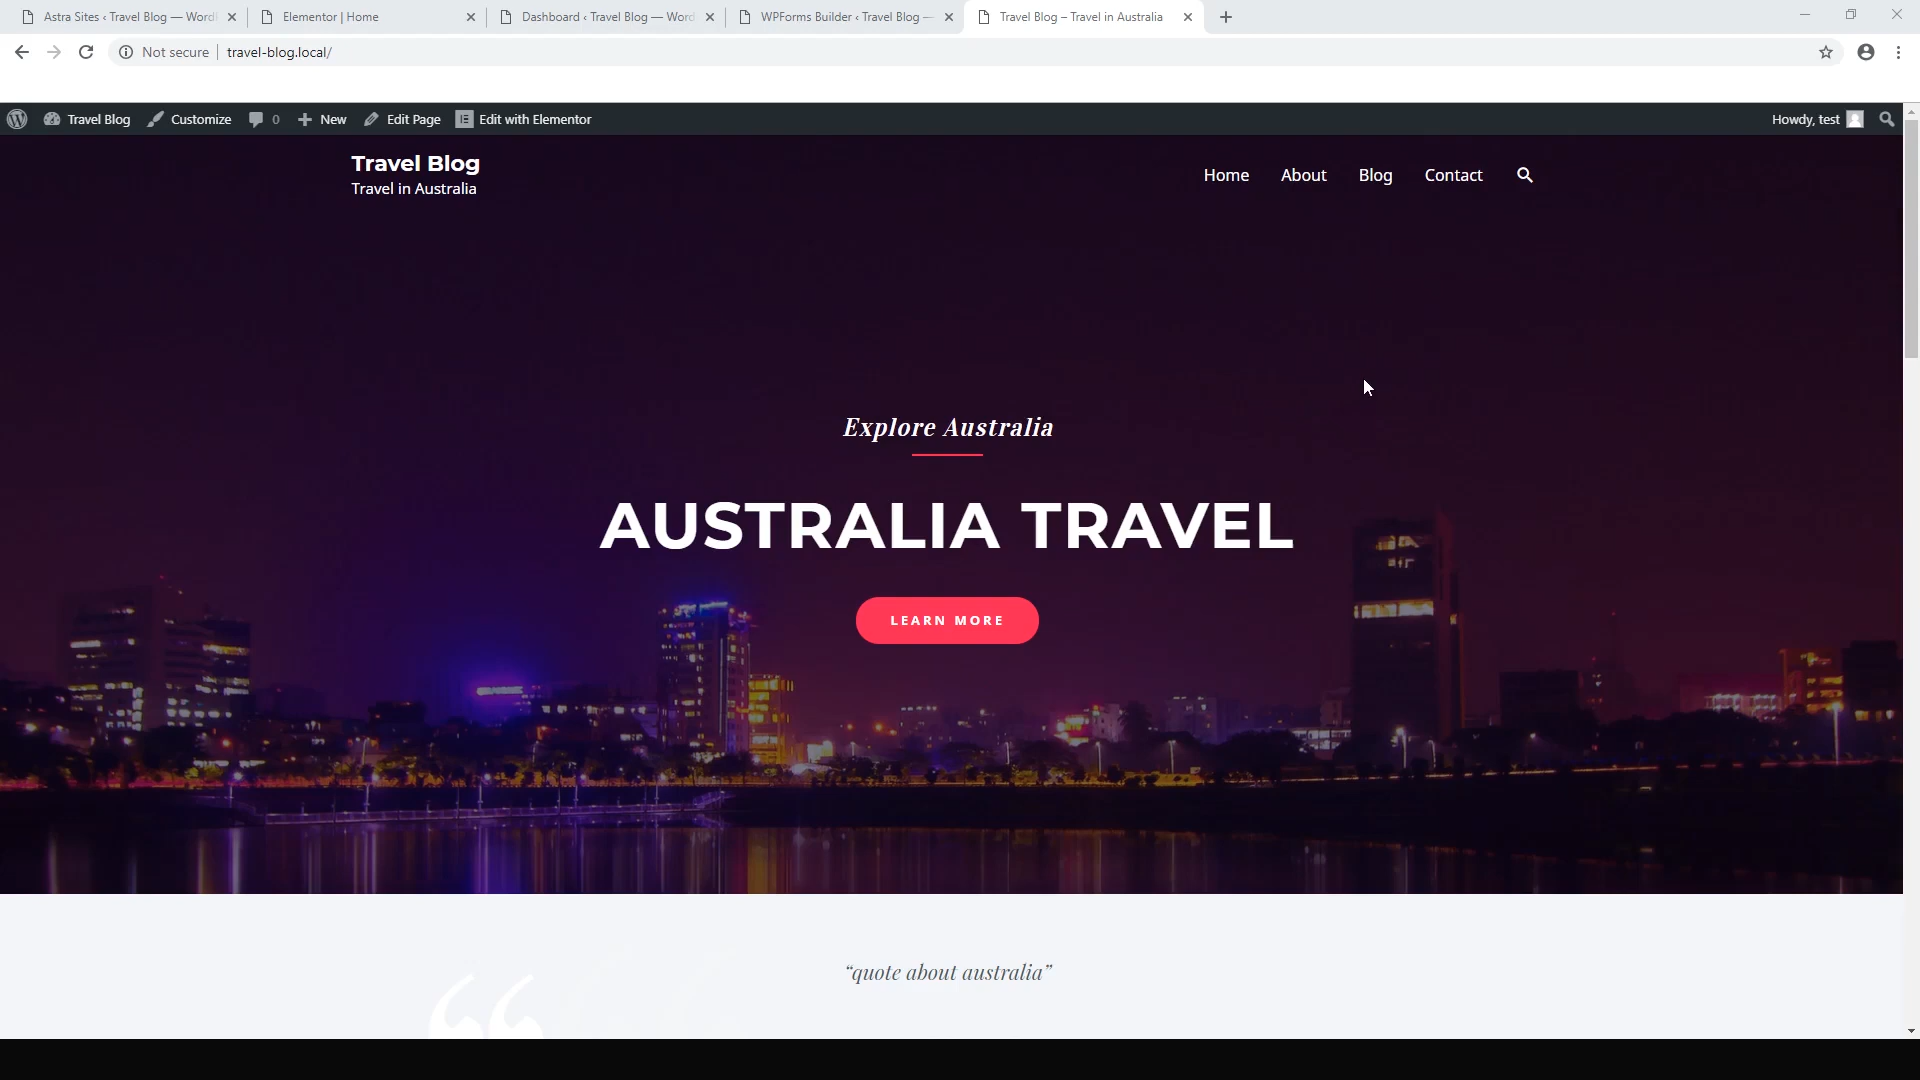 Astra Sites ‹ Travel Blog — Word
Elementor | Home
Dashboard ‹ Travel Blog — Word
WPForms Builder ‹ Travel Blog —
Travel Blog – Travel in Australia
Not secure
travel-blog.local/
Travel Blog
Customize
0
New
Edit Page
Edit with Elementor
Howdy, test
Travel Blog
Travel in Australia
Home
About
Blog
Contact
Explore Australia
AUSTRALIA TRAVEL
LEARN MORE
“quote about australia”